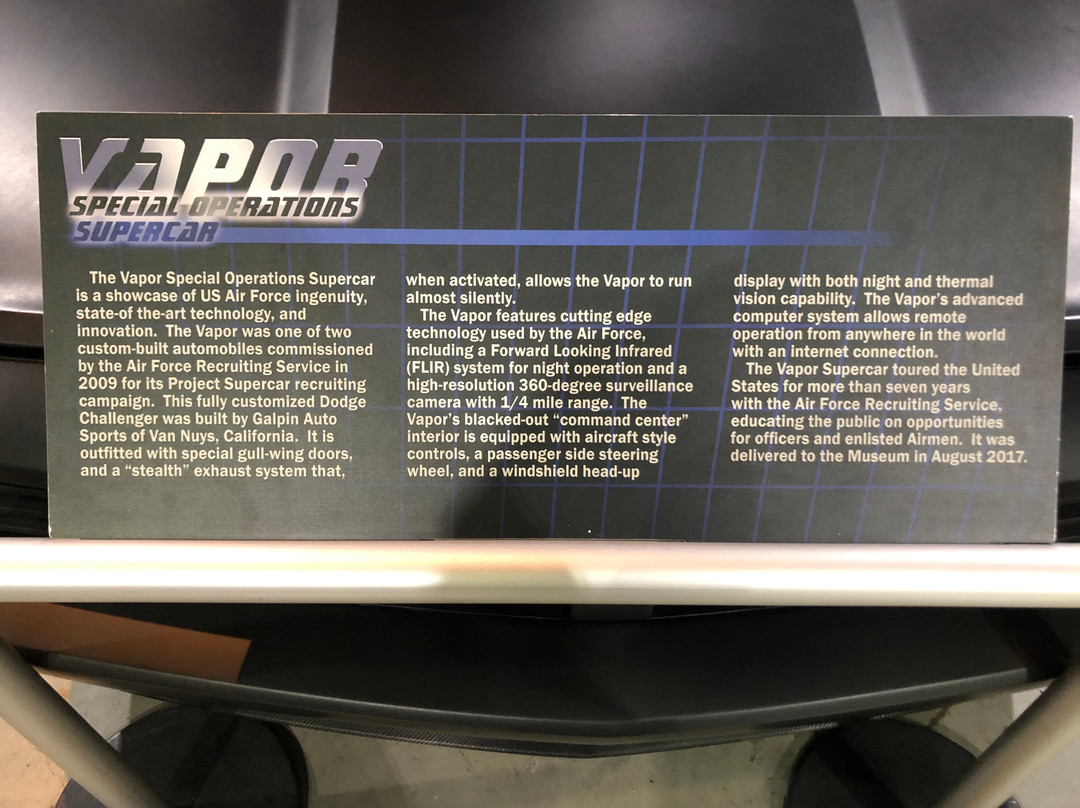 VAPOR
SPECIAL OPERATIONS
SUPERCAR
The Vapor Special Operations Supercar
is a showcase of US Air Force ingenuity,
state-of the-art technology, and
innovation. The Vapor was one of two
custom-built automobiles commissioned
by the Air Force Recruiting Service in
2009 for its Project Supercar recruiting
campaign. This fully customized Dodge
Challenger was built by Galpin Auto
Sports of Van Nuys, California. It is
outfitted with special gull-wing doors,
and a “stealth” exhaust system that,
when activated, allows the Vapor to run
almost silently.
The Vapor features cutting edge
technology used by the Air Force,
including a Forward Looking Infrared
(FLIR) system for night operation and a
high-resolution 360-degree surveillance
camera with 1/4 mile range. The
Vapor’s blacked-out “command center”
interior is equipped with aircraft style
controls, a passenger side steering
wheel, and a windshield head-up
display with both night and thermal
vision capability. The Vapor’s advanced
computer system allows remote
operation from anywhere in the world
with an internet connection.
The Vapor Supercar toured the United
States for more than seven years
with the Air Force Recruiting Service,
educating the public on opportunities
for officers and enlisted Airmen. It was
delivered to the Museum in August 2017.